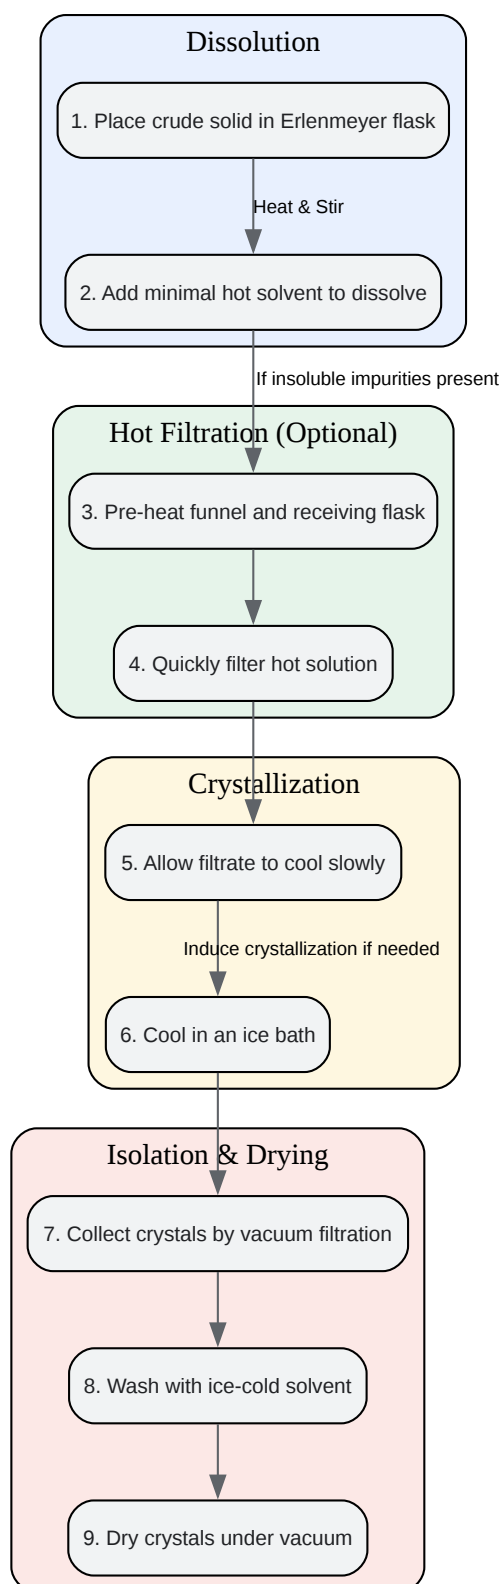 Dissolution
1. Place crude solid in Erlenmeyer flask
Heat & Stir
2. Add minimal hot solvent to dissolve
If insoluble impurities present
Hot Filtration (Optional)
3. Pre-heat funnel and receiving flask
4. Quickly filter hot solution
Crystallization
5. Allow filtrate to cool slowly
Induce crystallization if needed
6. Cool in an ice bath
Isolation & Drying
7. Collect crystals by vacuum filtration
8. Wash with ice-cold solvent
9. Dry crystals under vacuum